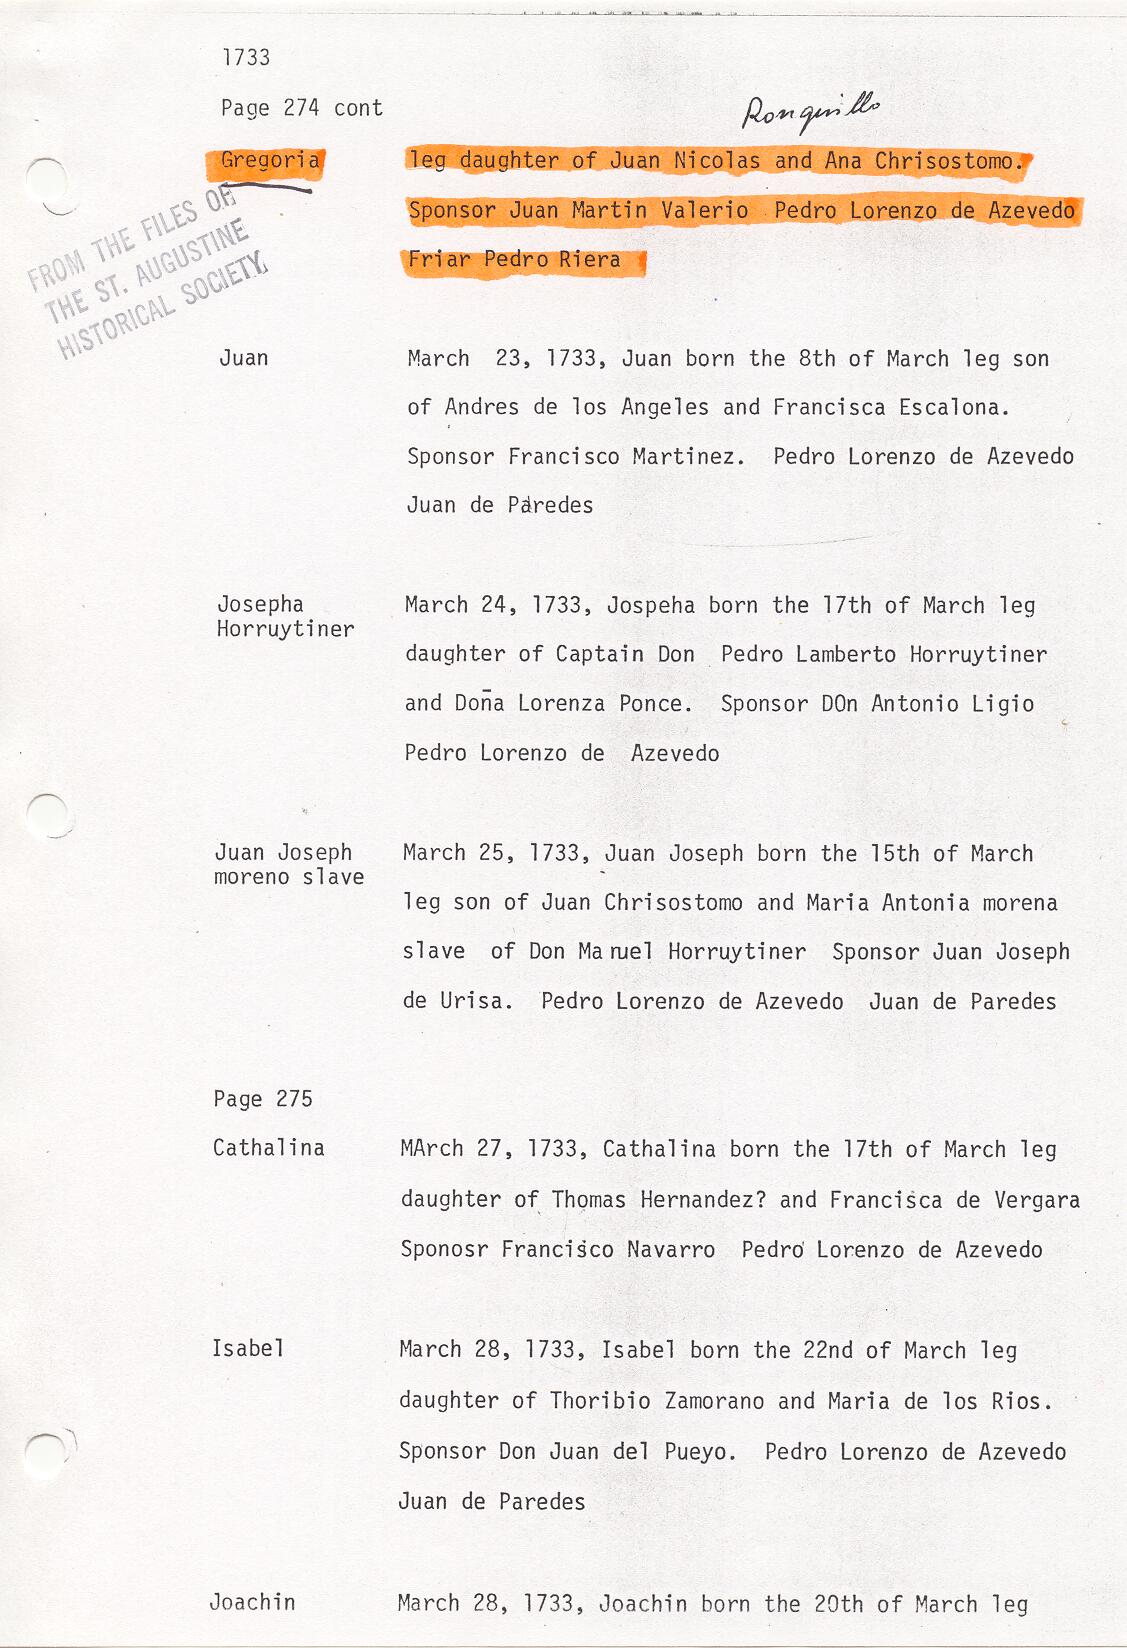 1733
Page 274 cont
Ronquillo
Gregoria leg daughter of Juan Nicolas and Ana Chrisostomo.
Sponsor Juan Martin Valerio Pedro Lorenzo de Azevedo
Friar Pedro Riera
FROM THE FILES OF
THE ST. AUGUSTINE
HISTORICAL SOCIETY
Juan March 23, 1733, Juan born the 8th of March leg son
of Andres de los Angeles and Francisca Escalona.
Sponsor Francisco Martinez. Pedro Lorenzo de Azevedo
Juan de Paredes
Josepha March 24, 1733, Jospeha born the 17th of March leg
Horruytiner
daughter of Captain Don Pedro Lamberto Horruytiner
and Doña Lorenza Ponce. Sponsor DOn Antonio Ligio
Pedro Lorenzo de Azevedo
Juan Joseph March 25, 1733, Juan Joseph born the 15th of March
moreno slave
leg son of Juan Chrisostomo and Maria Antonia morena
slave of Don Manuel Horruytiner Sponsor Juan Joseph
de Urisa. Pedro Lorenzo de Azevedo Juan de Paredes
Page 275
Cathalina MArch 27, 1733, Cathalina born the 17th of March leg
daughter of Thomas Hernandez? and Francisca de Vergara
Sponosr Francisco Navarro Pedro Lorenzo de Azevedo
Isabel March 28, 1733, Isabel born the 22nd of March leg
daughter of Thoribio Zamorano and Maria de los Rios.
Sponsor Don Juan del Pueyo. Pedro Lorenzo de Azevedo
Juan de Paredes
Joachin March 28, 1733, Joachin born the 20th of March leg